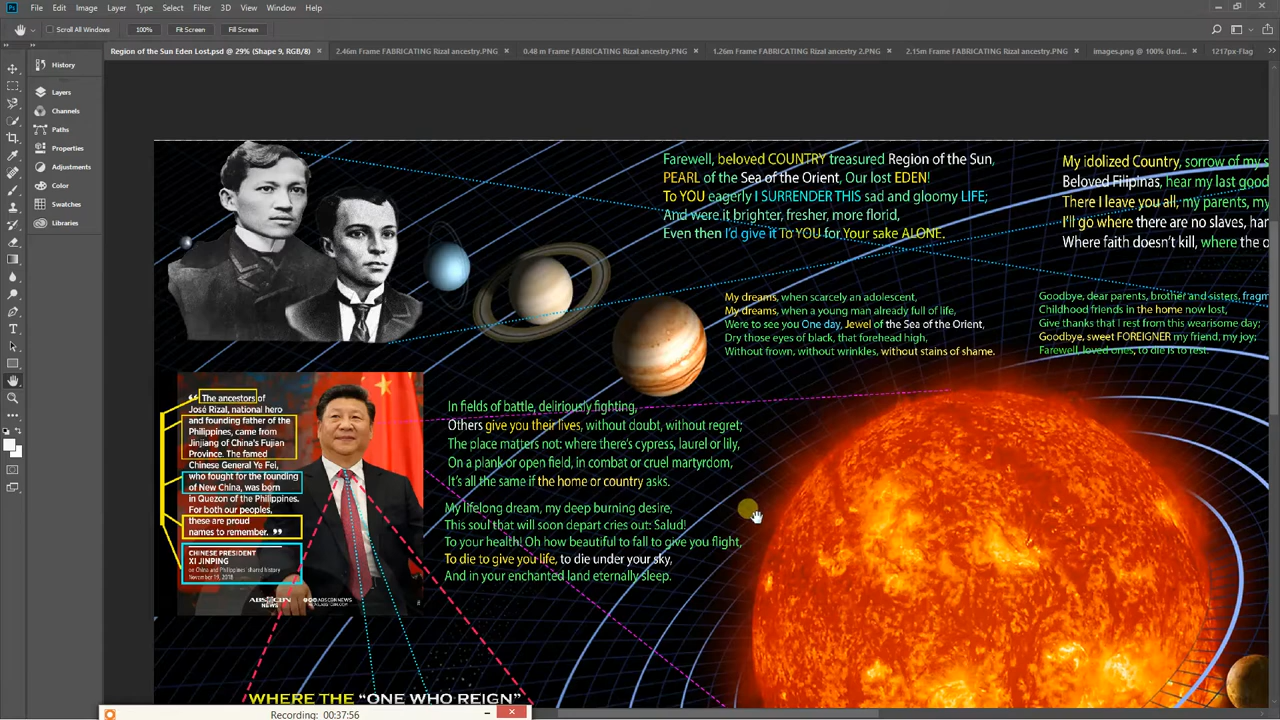 File Edit Image Layer Type Select Filter 3D View Window Help
Scroll All Windows 100% Fit Screen Fill Screen
Region of the Sun Eden Lost.psd @ 29% (Shape 9, RGB/8) × 2.46m Frame FABRICATING Rizal ancestry.PNG × 0.48 m Frame FABRICATING Rizal ancestry.PNG × 1.26m Frame FABRICATING Rizal ancestry 2.PNG × 2.15m Frame FABRICATING Rizal ancestry.PNG × images.png @ 100% (Ind... × 1217px-Flag
History
Layers
Channels
Paths
Properties
Adjustments
Color
Swatches
Libraries
Farewell, beloved COUNTRY treasured Region of the Sun,
PEARL of the Sea of the Orient, Our lost EDEN!
To YOU eagerly I SURRENDER THIS sad and gloomy LIFE;
And were it brighter, fresher, more florid,
Even then I'd give it To YOU for Your sake ALONE.
My idolized Country, sorrow of my s
Beloved Filipinas, hear my last good
There I leave you all, my parents, my
I'll go where there are no slaves, han
Where faith doesn't kill, where the o
My dreams, when scarcely an adolescent,
My dreams, when a young man already full of life,
Were to see you One day, Jewel of the Sea of the Orient,
Dry those eyes of black, that forehead high,
Without frown, without wrinkles, without stains of shame.
Goodbye, dear parents, brother and sisters, fragm
Childhood friends in the home now lost,
Give thanks that I rest from this wearisome day;
Goodbye, sweet FOREIGNER my friend, my joy;
Farewell, loved ones, to die is to rest.
“ The ancestors of
José Rizal, national hero
and founding father of the
Philippines, came from
Jinjiang of China's Fujian
Province. The famed
Chinese General Ye Fei,
who fought for the founding
of New China, was born
in Quezon of the Philippines.
For both our peoples,
these are proud
names to remember. ”
CHINESE PRESIDENT
XI JINPING
on China and Philippines' shared history
November 19, 2018
ABS-CBN NEWS
ABSCBNNEWS
NEWS.ABS-CBN.COM
In fields of battle, deliriously fighting,
Others give you their lives, without doubt, without regret;
The place matters not: where there's cypress, laurel or lily,
On a plank or open field, in combat or cruel martyrdom,
It's all the same if the home or country asks.
My lifelong dream, my deep burning desire,
This soul that will soon depart cries out: Salud!
To your health! Oh how beautiful to fall to give you flight,
To die to give you life, to die under your sky,
And in your enchanted land eternally sleep.
WHERE THE “ONE WHO REIGN”
Recording: 00:37:56